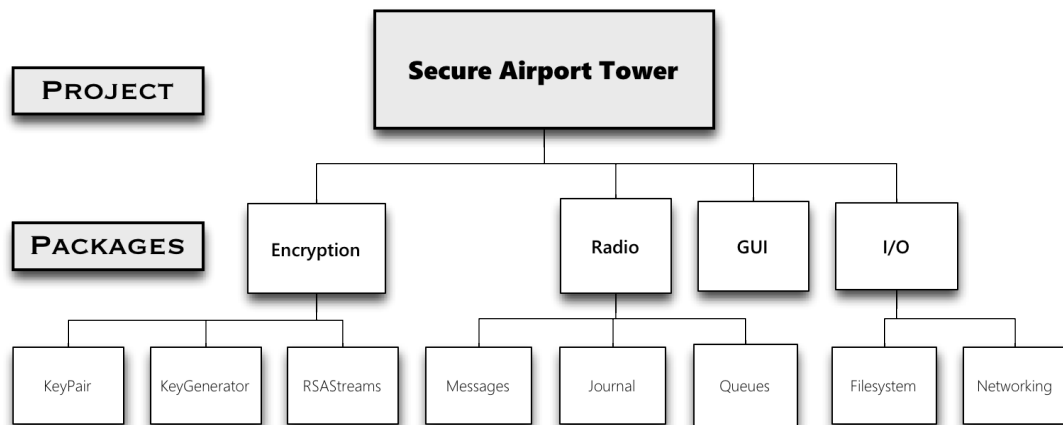 Secure Airport Tower
PROJECT
PACKAGES
Encryption
Radio
GUI
I/O
KeyPair
KeyGenerator
RSAStreams
Messages
Journal
Queues
Filesystem
Networking